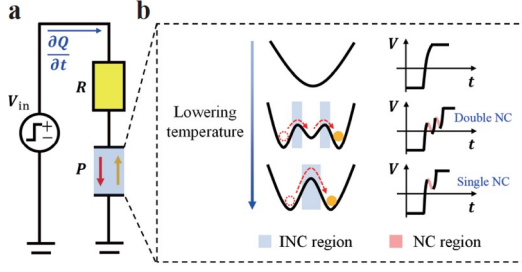 a
b
∂Q
∂t
V_in
R
P
Lowering
temperature
V
t
V
Double NC
t
V
Single NC
t
INC region
NC region